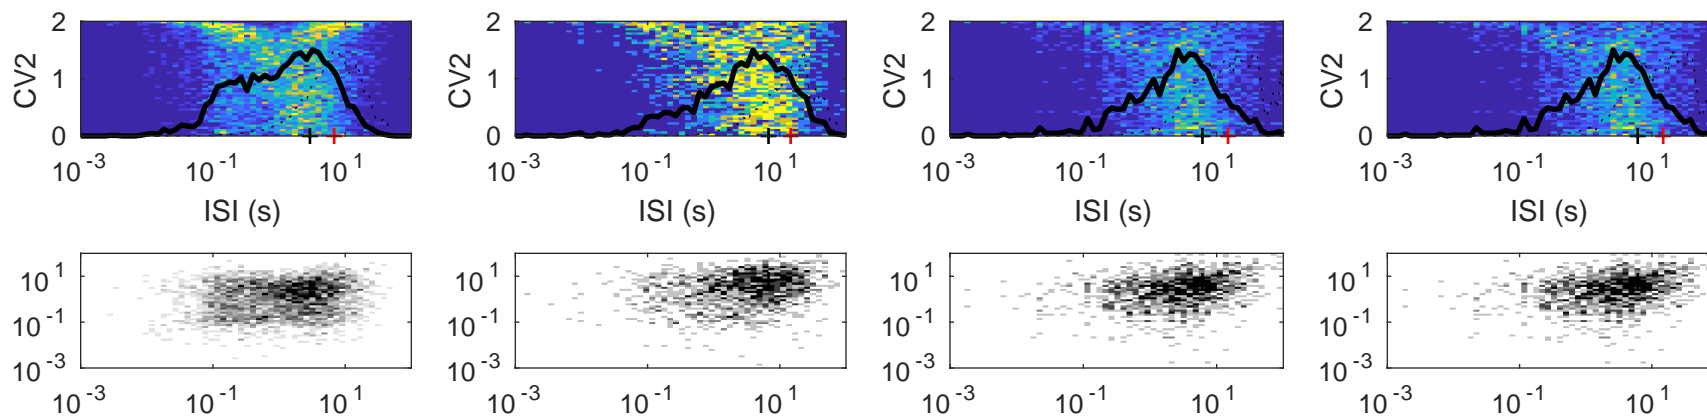 2 2 2 2
CV2 CV2 CV2 CV2
1 1 1 1
0 0 0 0
10^-3 10^-1 10^1 10^-3 10^-1 10^1 10^-3 10^-1 10^1 10^-3 10^-1 10^1
ISI (s) ISI (s) ISI (s) ISI (s)
10^1 10^1 10^1 10^1
10^-1 10^-1 10^-1 10^-1
10^-3 10^-3 10^-3 10^-3
10^-3 10^-1 10^1 10^-3 10^-1 10^1 10^-3 10^-1 10^1 10^-3 10^-1 10^1